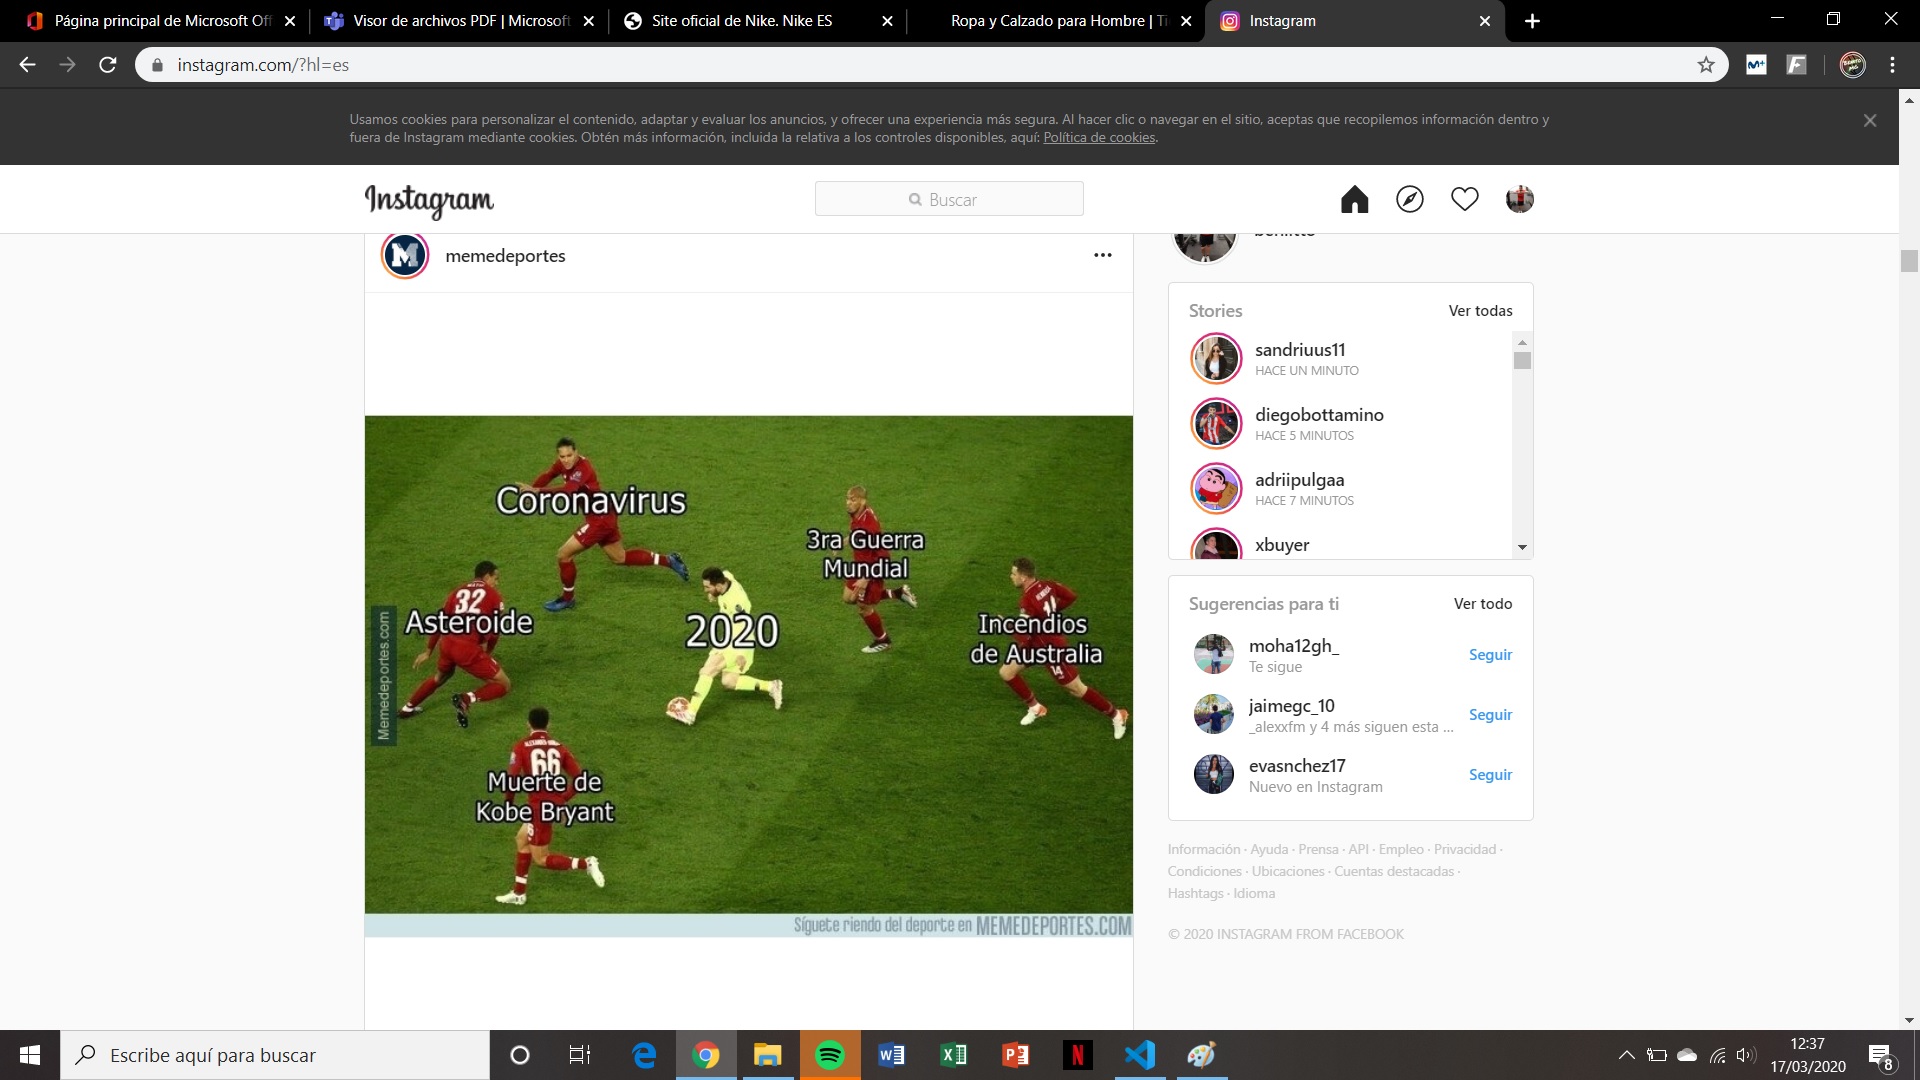 Página principal de Microsoft Off
Visor de archivos PDF | Microsoft
Site oficial de Nike. Nike ES
Ropa y Calzado para Hombre | Ti
Instagram
instagram.com/?hl=es
Usamos cookies para personalizar el contenido, adaptar y evaluar los anuncios, y ofrecer una experiencia más segura. Al hacer clic o navegar en el sitio, aceptas que recopilemos información dentro y
fuera de Instagram mediante cookies. Obtén más información, incluida la relativa a los controles disponibles, aquí: Política de cookies.
Instagram
Buscar
memedeportes
Coronavirus
3ra Guerra
Mundial
32
Asteroide
2020
14
Incendios
de Australia
14
Memedeportes.com
66
Muerte de
Kobe Bryant
Síguete riendo del deporte en MEMEDEPORTES.COM
Stories
Ver todas
sandriuus11
HACE UN MINUTO
diegobottamino
HACE 5 MINUTOS
adriipulgaa
HACE 7 MINUTOS
xbuyer
Sugerencias para ti
Ver todo
moha12gh_
Te sigue
Seguir
jaimegc_10
_alexxfm y 4 más siguen esta ...
Seguir
evasnchez17
Nuevo en Instagram
Seguir
Información · Ayuda · Prensa · API · Empleo · Privacidad ·
Condiciones · Ubicaciones · Cuentas destacadas ·
Hashtags · Idioma
© 2020 INSTAGRAM FROM FACEBOOK
Escribe aquí para buscar
12:37
17/03/2020
8